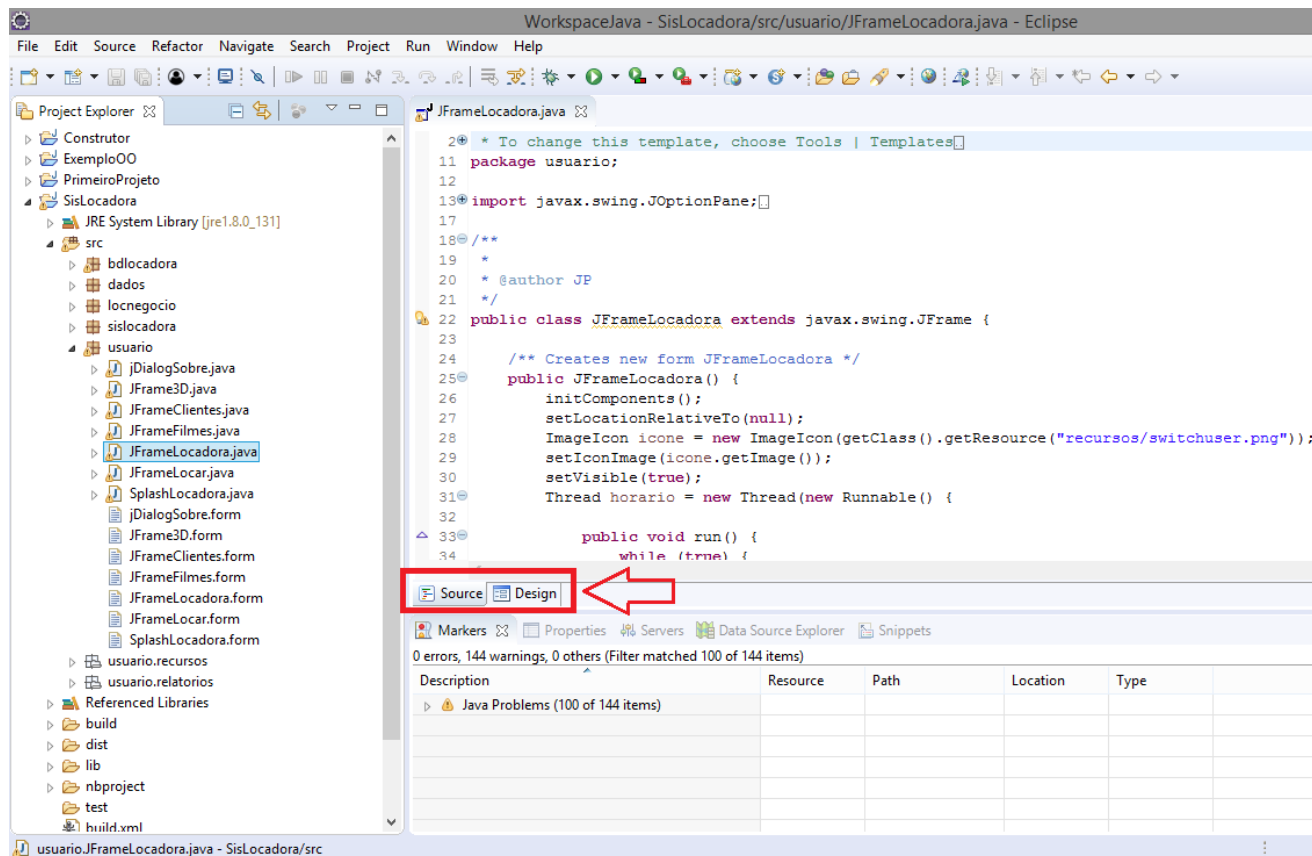 WorkspaceJava - SisLocadora/src/usuario/JFrameLocadora.java - Eclipse
File Edit Source Refactor Navigate Search Project Run Window Help
Project Explorer
Construtor
ExemploOO
PrimeiroProjeto
SisLocadora
JRE System Library [jre1.8.0_131]
src
bdlocadora
dados
locnegocio
sislocadora
usuario
jDialogSobre.java
JFrame3D.java
JFrameClientes.java
JFrameFilmes.java
JFrameLocadora.java
JFrameLocar.java
SplashLocadora.java
jDialogSobre.form
JFrame3D.form
JFrameClientes.form
JFrameFilmes.form
JFrameLocadora.form
JFrameLocar.form
SplashLocadora.form
usuario.recursos
usuario.relatorios
Referenced Libraries
build
dist
lib
nbproject
test
build.xml
JFrameLocadora.java
2 * To change this template, choose Tools | Templates
11 package usuario;
12
13 import javax.swing.JOptionPane;
17
18 /**
19 *
20 * @author JP
21 */
22 public class JFrameLocadora extends javax.swing.JFrame {
23
24 /** Creates new form JFrameLocadora */
25 public JFrameLocadora() {
26 initComponents();
27 setLocationRelativeTo(null);
28 ImageIcon icone = new ImageIcon(getClass().getResource("recursos/switchuser.png"));
29 setIconImage(icone.getImage());
30 setVisible(true);
31 Thread horario = new Thread(new Runnable() {
32
33 public void run() {
34 while (true) {
Source Design
Markers Properties Servers Data Source Explorer Snippets
0 errors, 144 warnings, 0 others (Filter matched 100 of 144 items)
Description Resource Path Location Type
Java Problems (100 of 144 items)
usuario.JFrameLocadora.java - SisLocadora/src